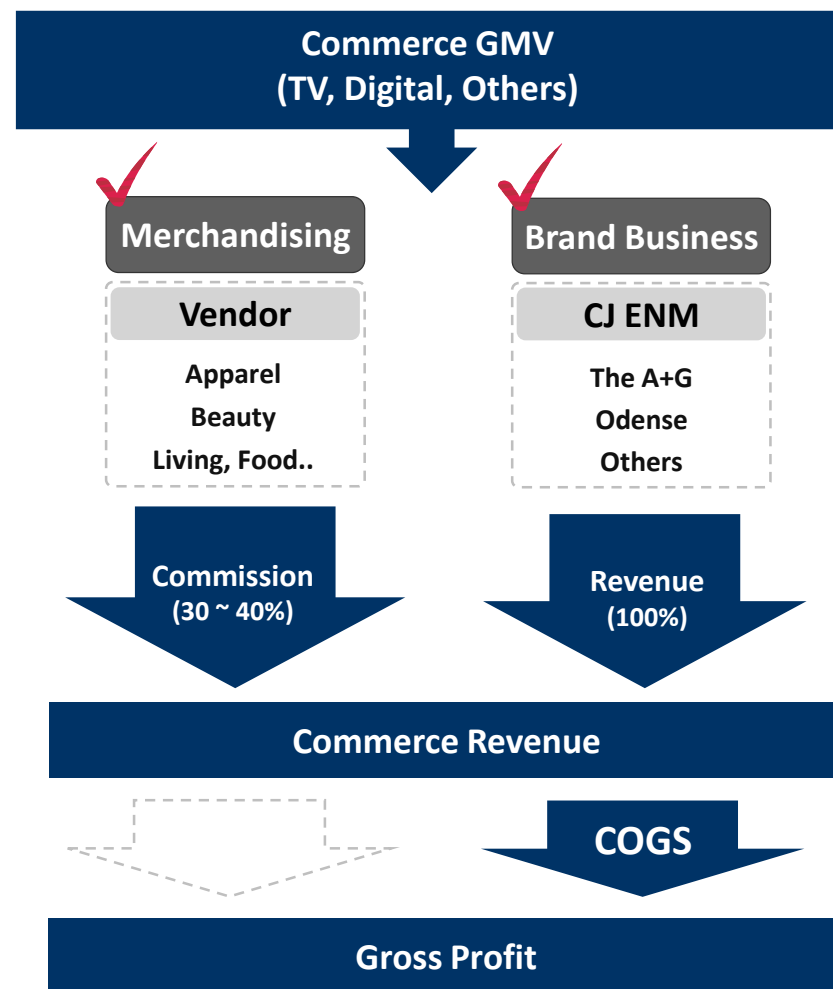 Commerce GMV
(TV, Digital, Others)
Merchandising
Vendor
Apparel
Beauty
Living, Food..
Commission
(30 ~ 40%)
Brand Business
CJ ENM
The A+G
Odense
Others
Revenue
(100%)
Commerce Revenue
COGS
Gross Profit